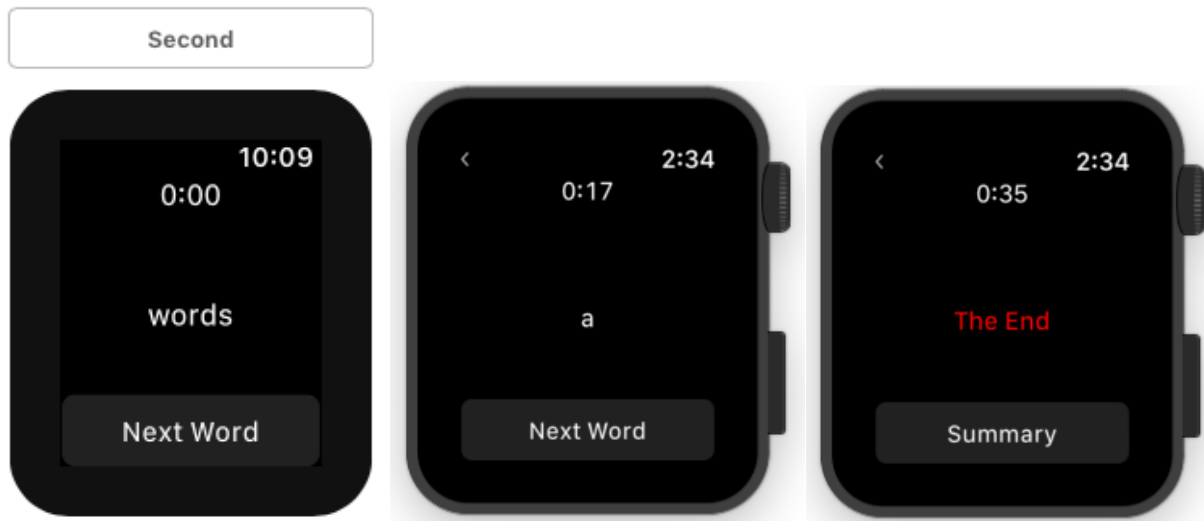 Second
10:09
0:00
words
Next Word
< 2:34
0:17
a
Next Word
< 2:34
0:35
The End
Summary